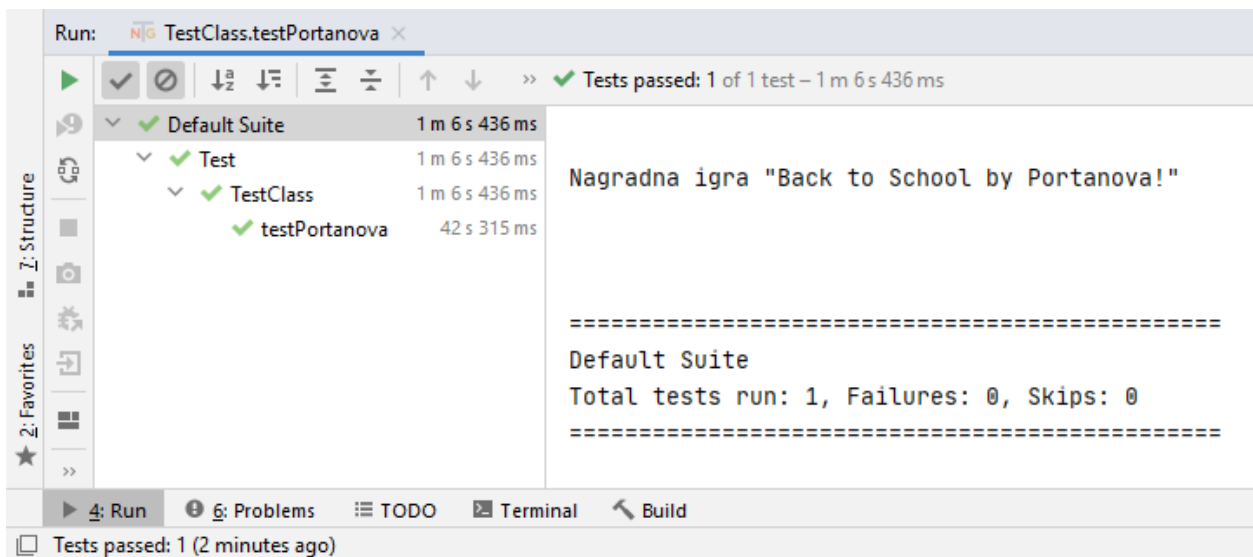 Run: NG TestClass.testPortanova
Tests passed: 1 of 1 test – 1 m 6 s 436 ms
Default Suite 1 m 6 s 436 ms
Test 1 m 6 s 436 ms
TestClass 1 m 6 s 436 ms
testPortanova 42 s 315 ms
Nagradna igra "Back to School by Portanova!"
===============================================
Default Suite
Total tests run: 1, Failures: 0, Skips: 0
===============================================
7: Structure
2: Favorites
4: Run 6: Problems TODO Terminal Build
Tests passed: 1 (2 minutes ago)